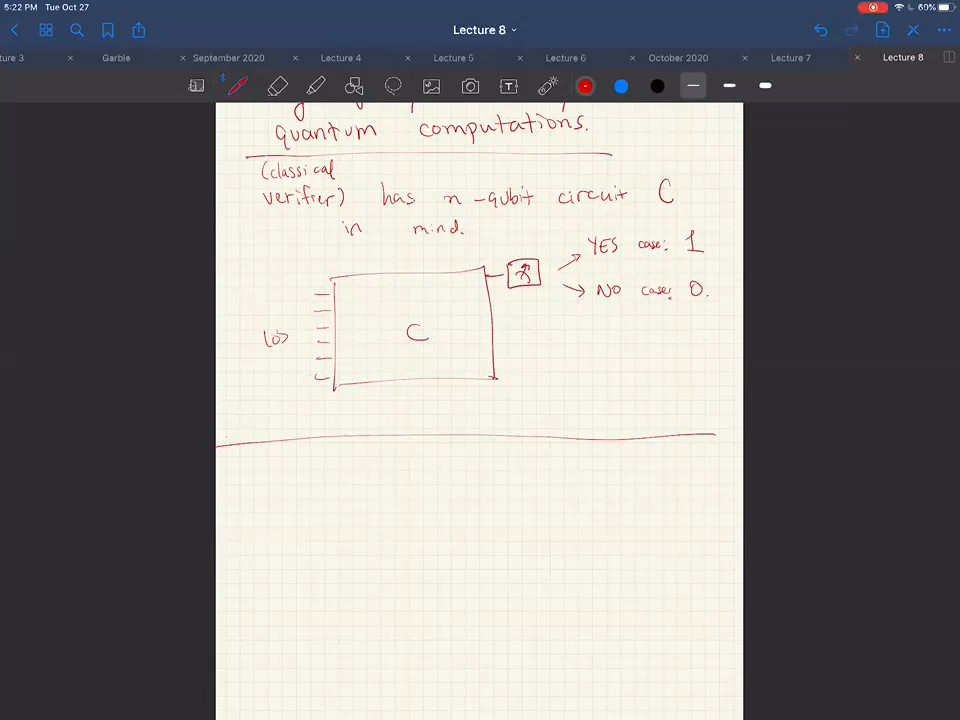 5:22 PM Tue Oct 27
69%
Lecture 8
ture 3
Garble
September 2020
Lecture 4
Lecture 5
Lecture 6
October 2020
Lecture 7
Lecture 8
quantum computations.
(classical
verifier) has n-qubit circuit C
in mind.
YES case: 1
NO case: 0.
|0>
C